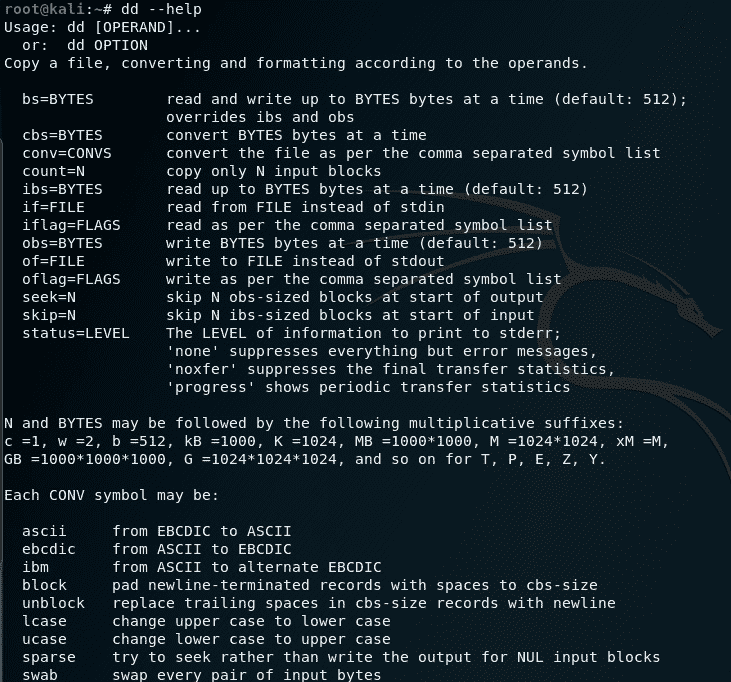 root@kali:~# dd --help
Usage: dd [OPERAND]...
  or:  dd OPTION
Copy a file, converting and formatting according to the operands.

  bs=BYTES        read and write up to BYTES bytes at a time (default: 512);
                  overrides ibs and obs
  cbs=BYTES       convert BYTES bytes at a time
  conv=CONVS      convert the file as per the comma separated symbol list
  count=N         copy only N input blocks
  ibs=BYTES       read up to BYTES bytes at a time (default: 512)
  if=FILE         read from FILE instead of stdin
  iflag=FLAGS     read as per the comma separated symbol list
  obs=BYTES       write BYTES bytes at a time (default: 512)
  of=FILE         write to FILE instead of stdout
  oflag=FLAGS     write as per the comma separated symbol list
  seek=N          skip N obs-sized blocks at start of output
  skip=N          skip N ibs-sized blocks at start of input
  status=LEVEL    The LEVEL of information to print to stderr;
                  'none' suppresses everything but error messages,
                  'noxfer' suppresses the final transfer statistics,
                  'progress' shows periodic transfer statistics

N and BYTES may be followed by the following multiplicative suffixes:
c =1, w =2, b =512, kB =1000, K =1024, MB =1000*1000, M =1024*1024, xM =M,
GB =1000*1000*1000, G =1024*1024*1024, and so on for T, P, E, Z, Y.

Each CONV symbol may be:

  ascii     from EBCDIC to ASCII
  ebcdic    from ASCII to EBCDIC
  ibm       from ASCII to alternate EBCDIC
  block     pad newline-terminated records with spaces to cbs-size
  unblock   replace trailing spaces in cbs-size records with newline
  lcase     change upper case to lower case
  ucase     change lower case to upper case
  sparse    try to seek rather than write the output for NUL input blocks
  swab      swap every pair of input bytes